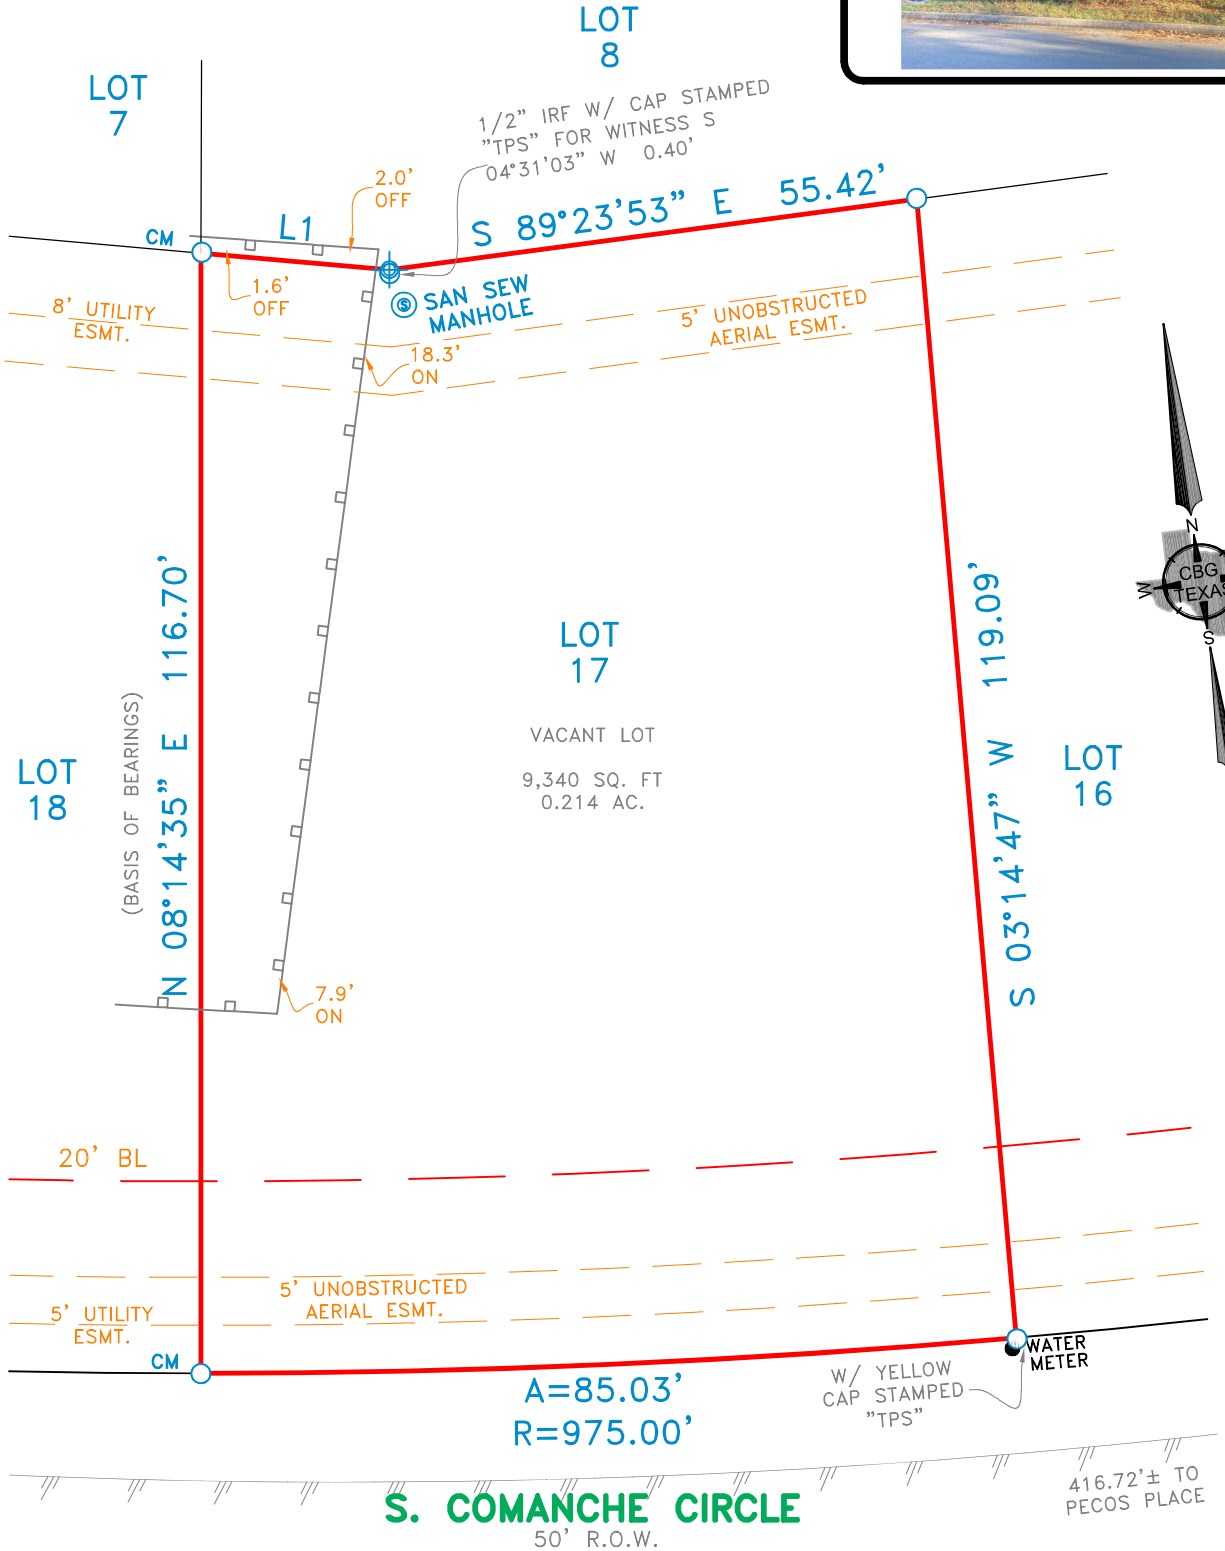 LOT
8
LOT
7
1/2" IRF W/ CAP STAMPED
"TPS" FOR WITNESS S
04°31'03" W 0.40'
2.0'
OFF
CM
L1
S 89°23'53" E 55.42'
1.6'
OFF
SAN SEW
MANHOLE
S
8' UTILITY
ESMT.
5' UNOBSTRUCTED
AERIAL ESMT.
18.3'
ON
N
CBG
TEXAS
W
S
N 08°14'35" E 116.70'
(BASIS OF BEARINGS)
LOT
17
VACANT LOT
9,340 SQ. FT
0.214 AC.
S 03°14'47" W 119.09'
LOT
18
LOT
16
7.9'
ON
20' BL
5' UNOBSTRUCTED
AERIAL ESMT.
5' UTILITY
ESMT.
CM
WATER
METER
W/ YELLOW
CAP STAMPED
"TPS"
A=85.03'
R=975.00'
416.72'± TO
PECOS PLACE
S. COMANCHE CIRCLE
50' R.O.W.